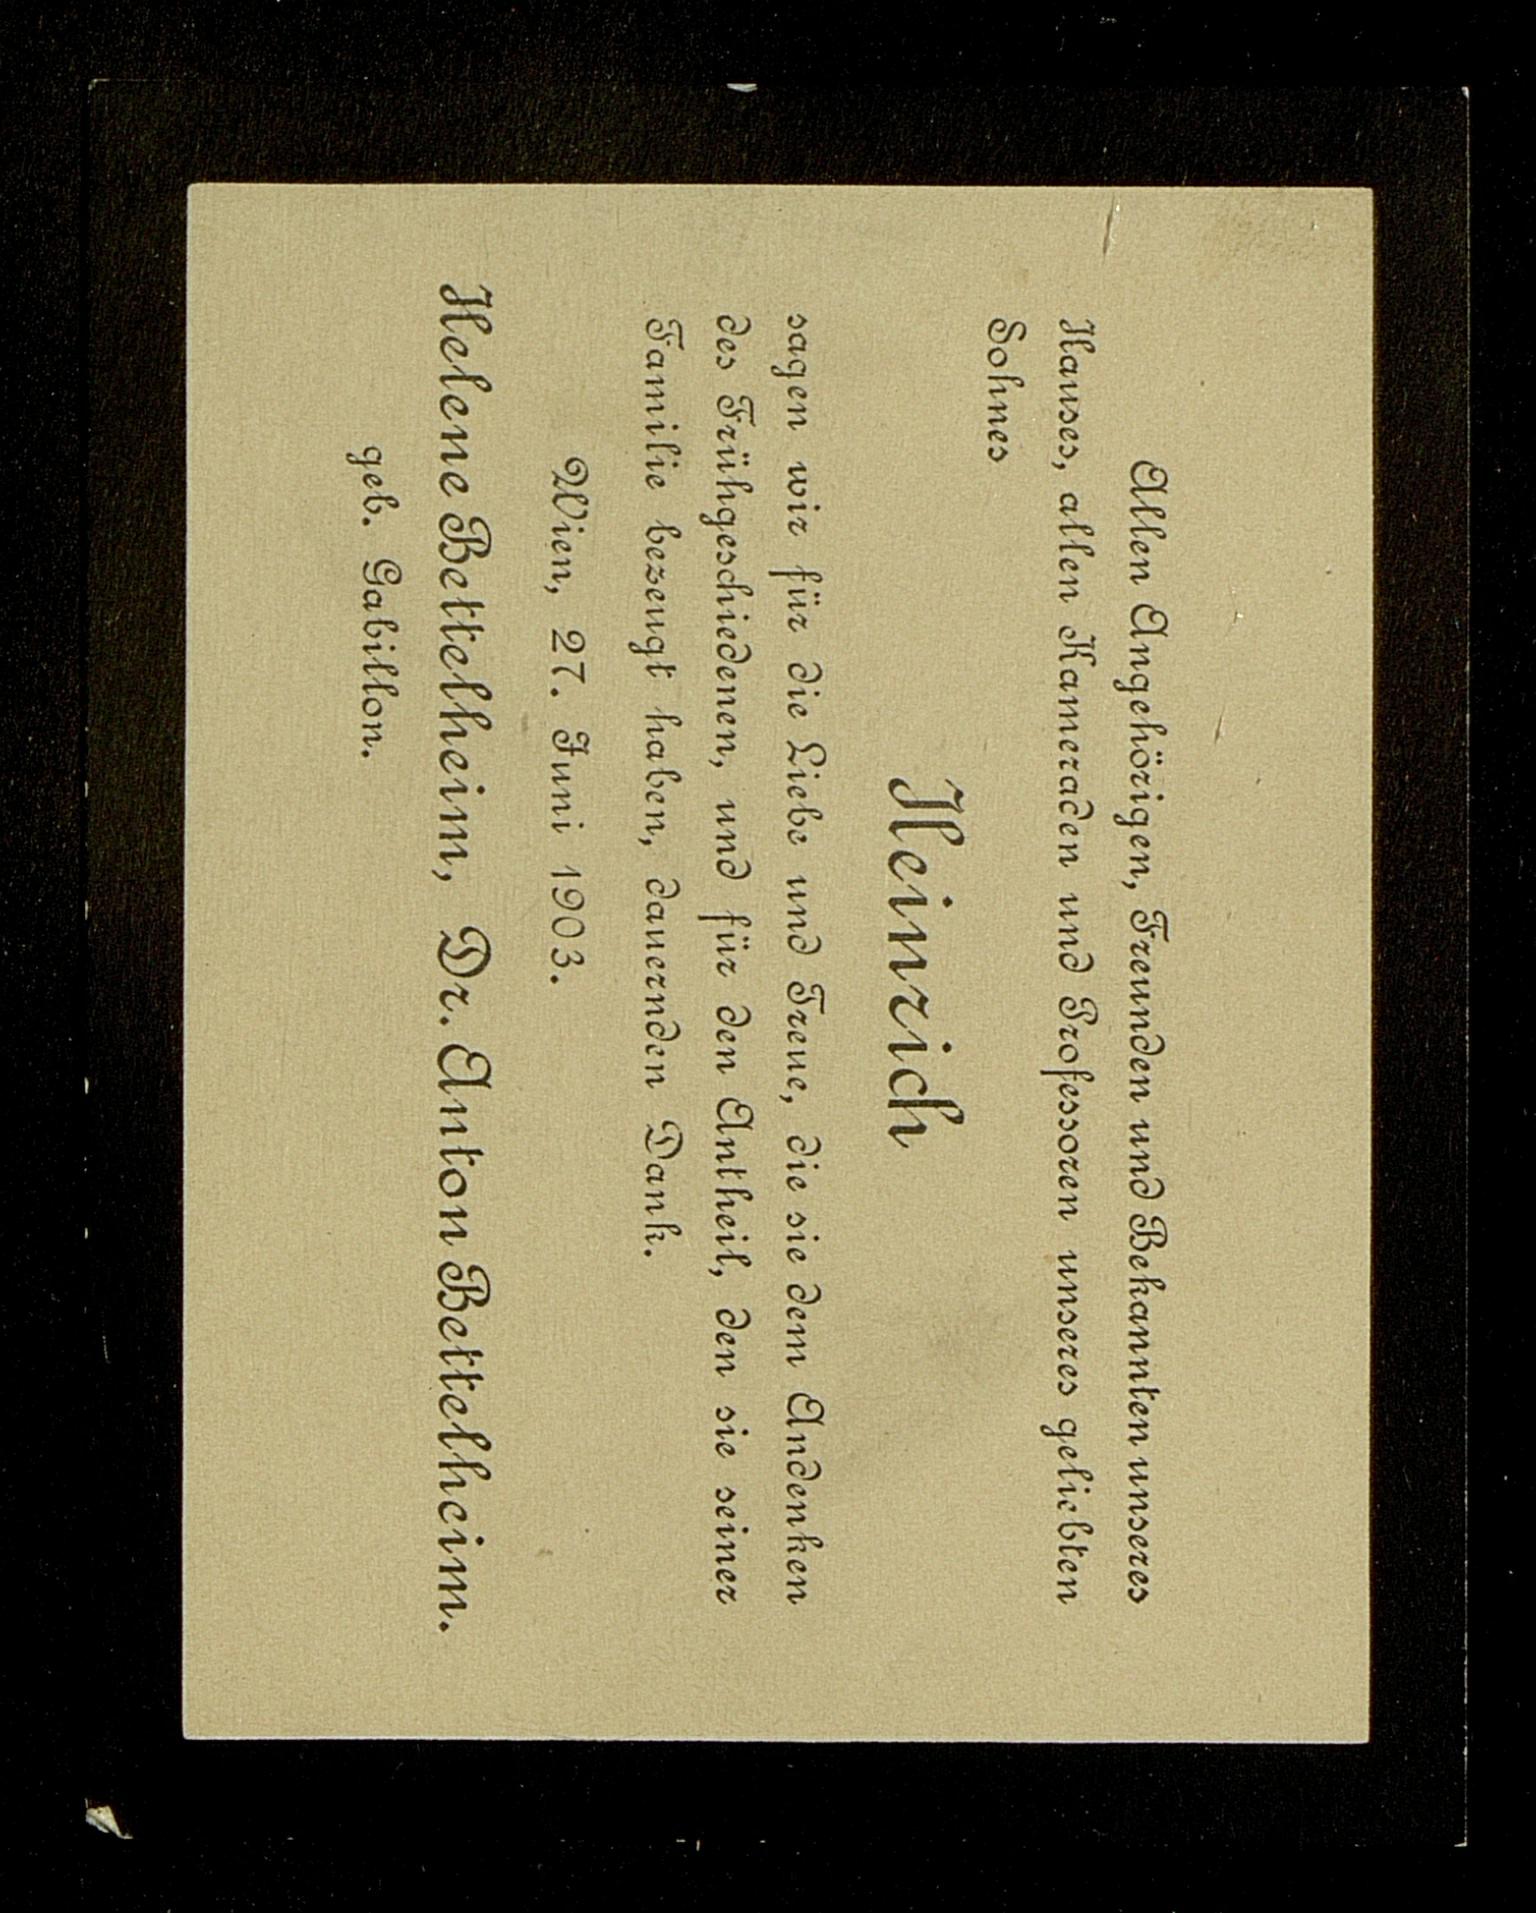 Allen Angehörigen, Freunden und Bekannten unseres
Hauses, allen Kameraden und Professoren unseres geliebten
Sohnes
Heinrich
sagen wir für die Liebe und Treue, die sie dem Andenken
des Frühgeschiedenen, und für den Antheil, den sie seiner
Familie bezeugt haben, dauernden Dank.
Wien, 27. Juni 1903.
Helene Bettelheim, Dr. Anton Bettelheim.
geb. Gabillon.